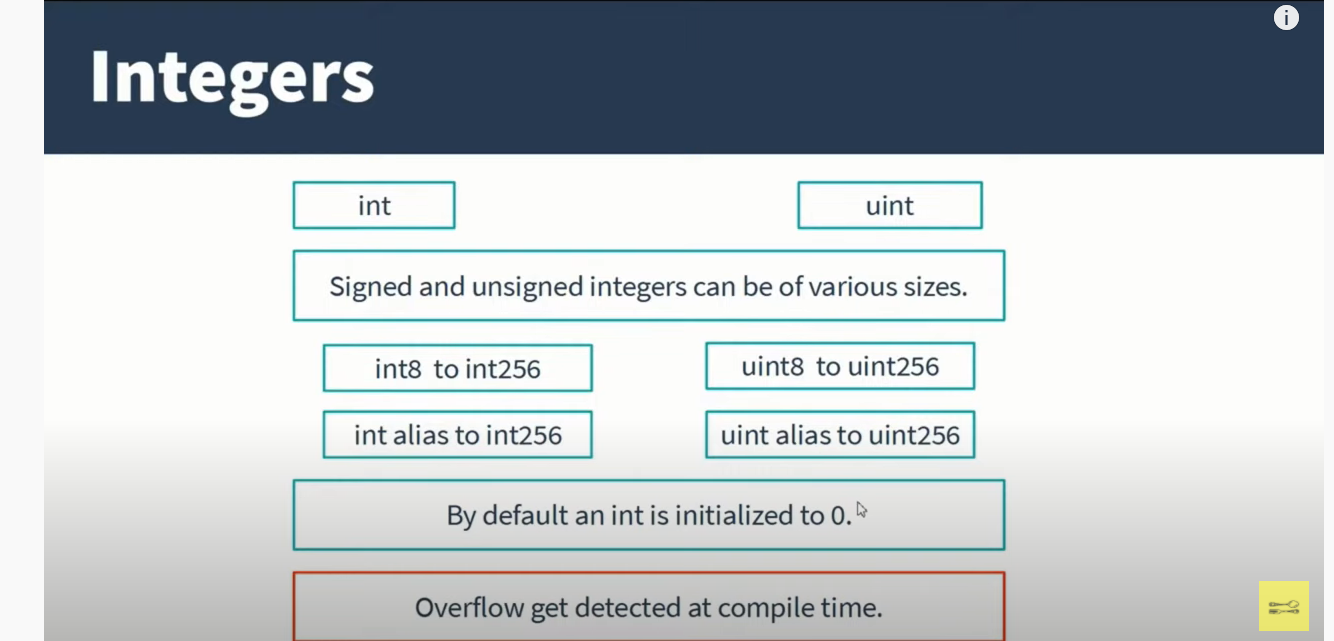 i
Integers
int
uint
Signed and unsigned integers can be of various sizes.
int8 to int256
uint8 to uint256
int alias to int256
uint alias to uint256
By default an int is initialized to 0.
Overflow get detected at compile time.